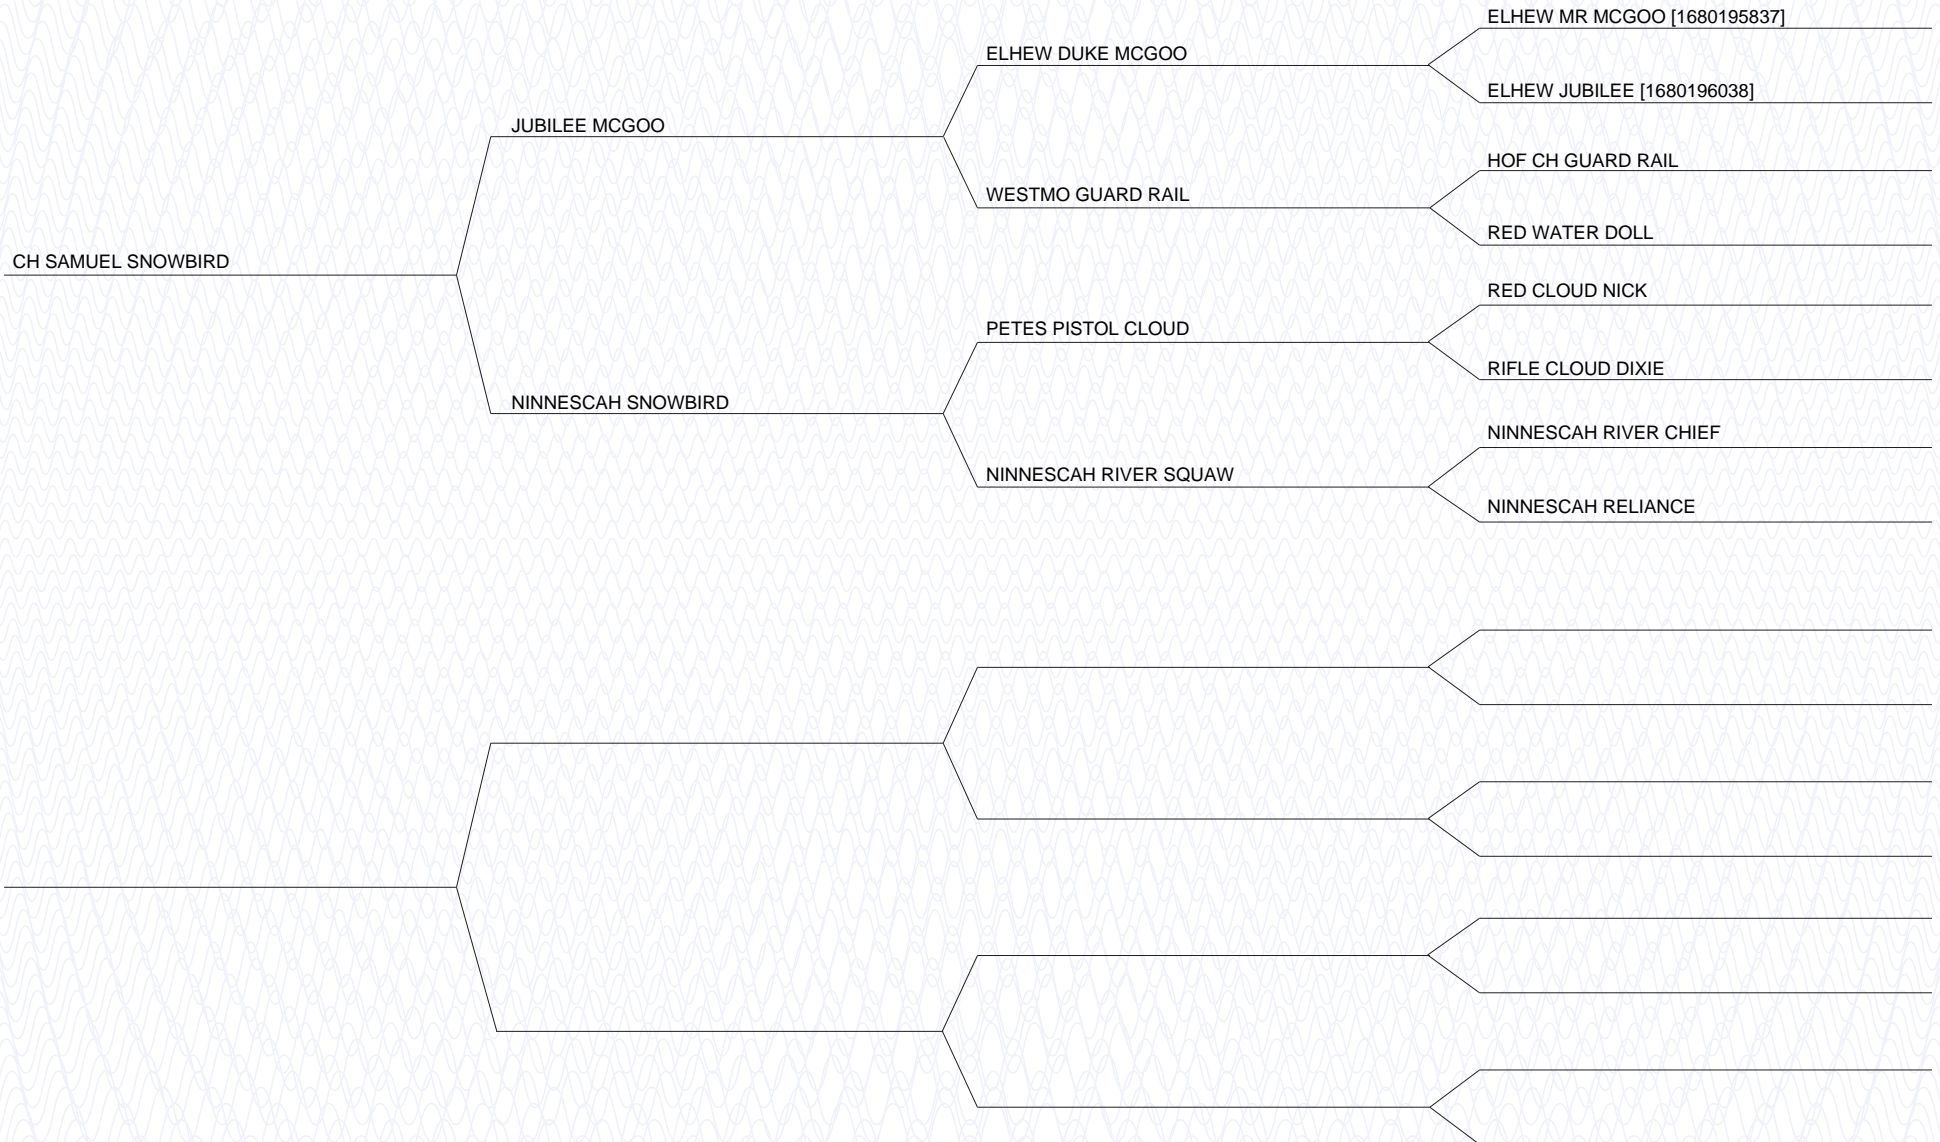 ELHEW MR MCGOO [1680195837]
ELHEW DUKE MCGOO
ELHEW JUBILEE [1680196038]
JUBILEE MCGOO
HOF CH GUARD RAIL
WESTMO GUARD RAIL
RED WATER DOLL
CH SAMUEL SNOWBIRD
RED CLOUD NICK
PETES PISTOL CLOUD
RIFLE CLOUD DIXIE
NINNESCAH SNOWBIRD
NINNESCAH RIVER CHIEF
NINNESCAH RIVER SQUAW
NINNESCAH RELIANCE